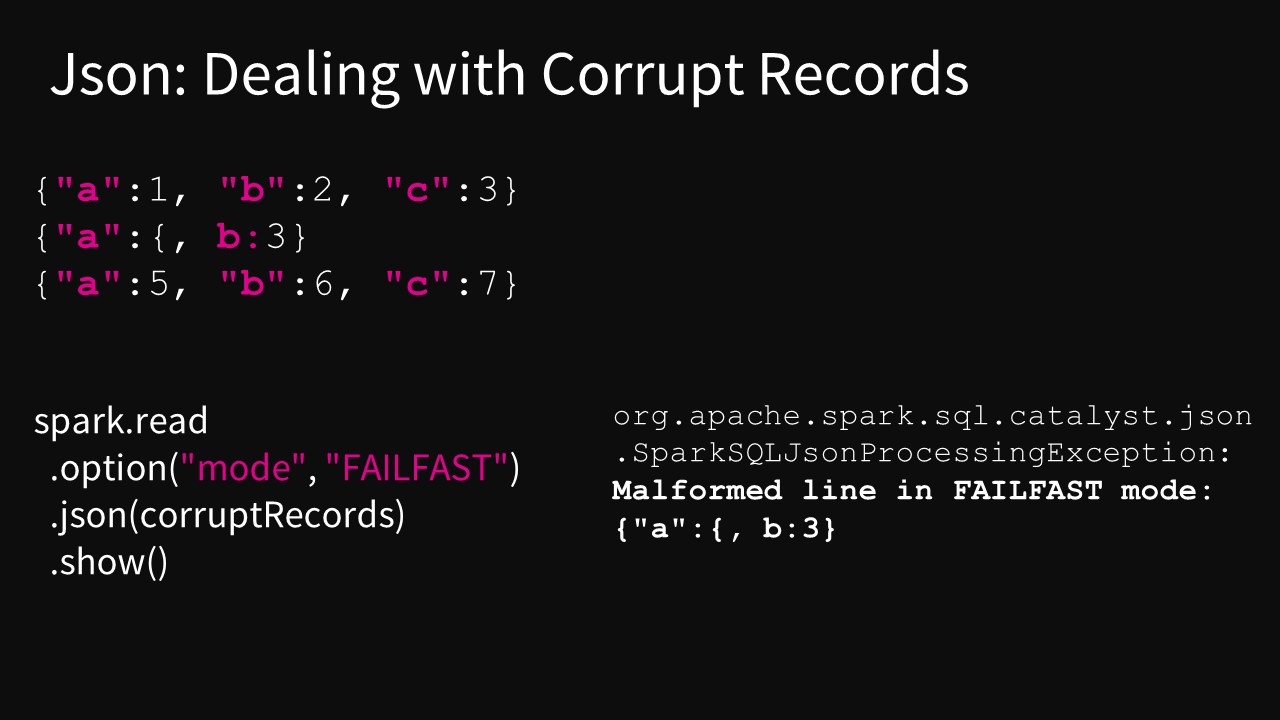 Json: Dealing with Corrupt Records
{"a":1, "b":2, "c":3}
{"a":{, b:3}
{"a":5, "b":6, "c":7}
spark.read
.option("mode", "FAILFAST")
.json(corruptRecords)
.show()
org.apache.spark.sql.catalyst.json
.SparkSQLJsonProcessingException:
Malformed line in FAILFAST mode:
{"a":{, b:3}